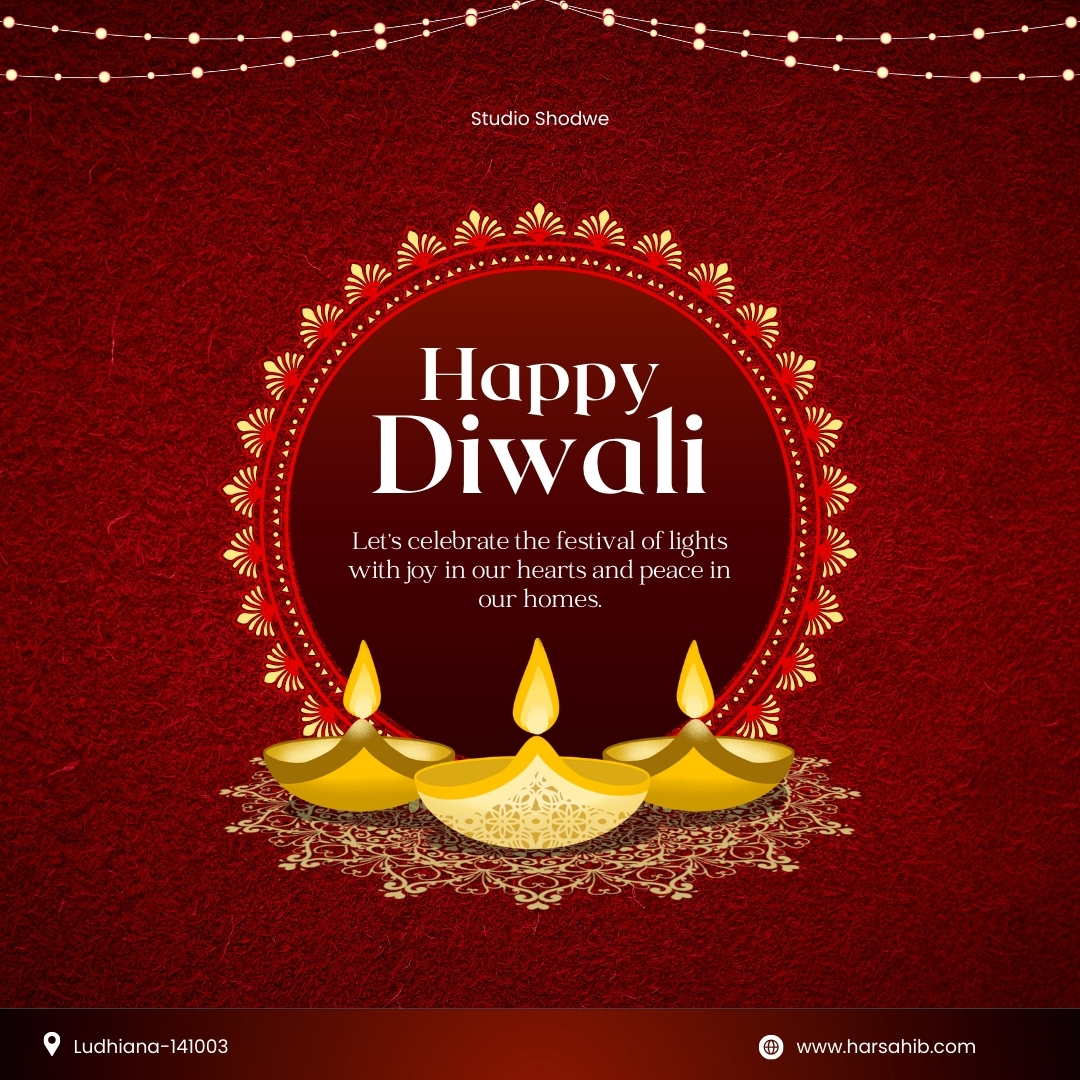 Studio Shodwe
Happy
Diwali
Let's celebrate the festival of lights
with joy in our hearts and peace in
our homes.
Ludhiana-141003
www.harsahib.com